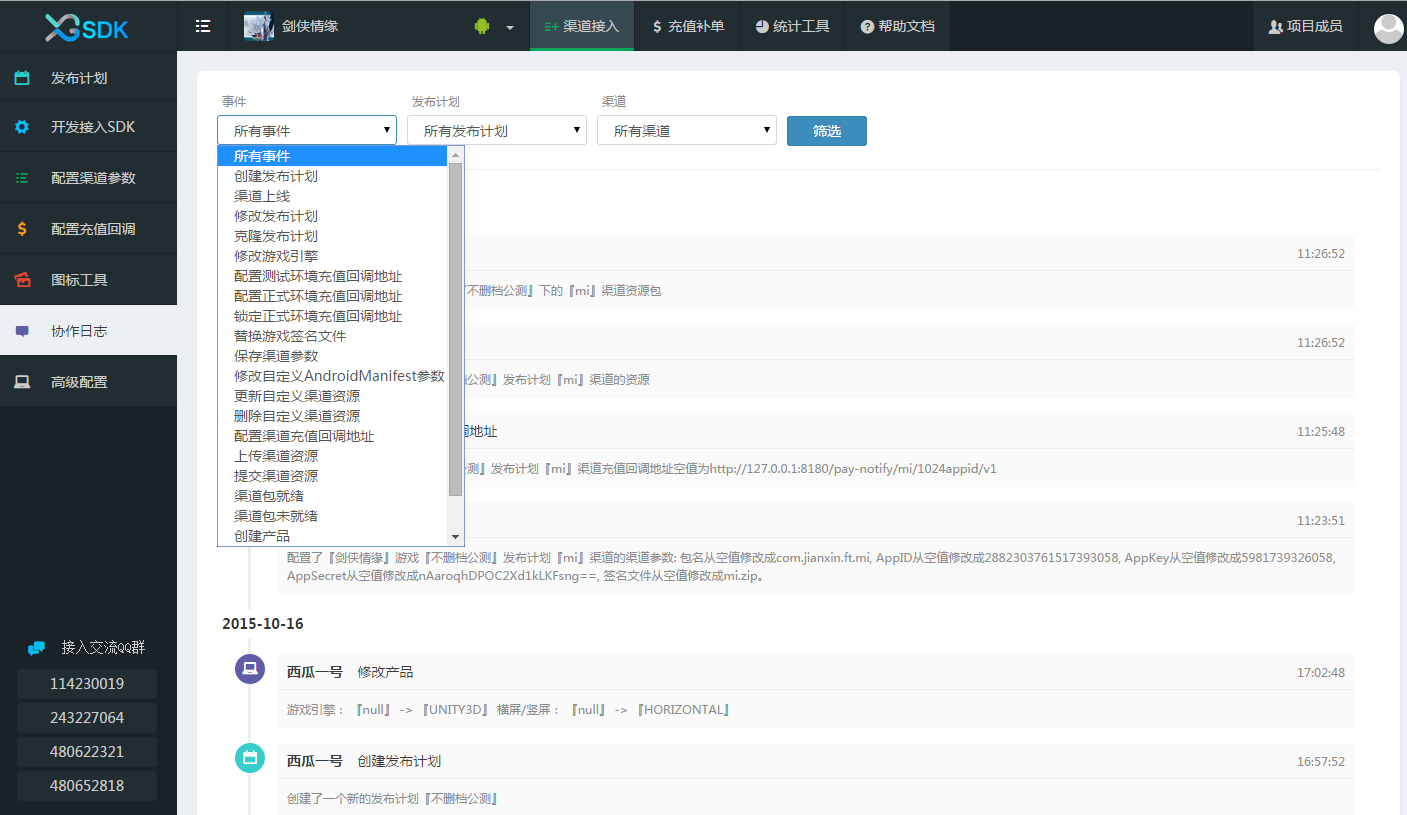 XGSDK
剑侠情缘
渠道接入
$ 充值补单
统计工具
帮助文档
项目成员
发布计划
开发接入SDK
配置渠道参数
配置充值回调
图标工具
协作日志
高级配置
接入交流QQ群
114230019
243227064
480622321
480652818
事件
发布计划
渠道
所有事件
所有发布计划
所有渠道
筛选
所有事件
创建发布计划
渠道上线
修改发布计划
克隆发布计划
修改游戏引擎
配置测试环境充值回调地址
配置正式环境充值回调地址
锁定正式环境充值回调地址
替换游戏签名文件
保存渠道参数
修改自定义AndroidManifest参数
更新自定义渠道资源
删除自定义渠道资源
配置渠道充值回调地址
上传渠道资源
提交渠道资源
渠道包就绪
渠道包未就绪
创建产品
11:26:52
『不删档公测』下的『mi』渠道资源包
11:26:52
公测』发布计划『mi』渠道的资源
调地址
11:25:48
测』发布计划『mi』渠道充值回调地址空值为http://127.0.0.1:8180/pay-notify/mi/1024appid/v1
11:23:51
配置了『剑侠情缘』游戏『不删档公测』发布计划『mi』渠道的渠道参数: 包名从空值修改成com.jianxin.ft.mi, AppID从空值修改成2882303761517393058, AppKey从空值修改成5981739326058,
AppSecret从空值修改成nAaroqhDPOC2Xd1kLKFsng==, 签名文件从空值修改成mi.zip。
2015-10-16
西瓜一号 修改产品
17:02:48
游戏引擎： 『null』 -> 『UNITY3D』 横屏/竖屏： 『null』 -> 『HORIZONTAL』
西瓜一号 创建发布计划
16:57:52
创建了一个新的发布计划『不删档公测』